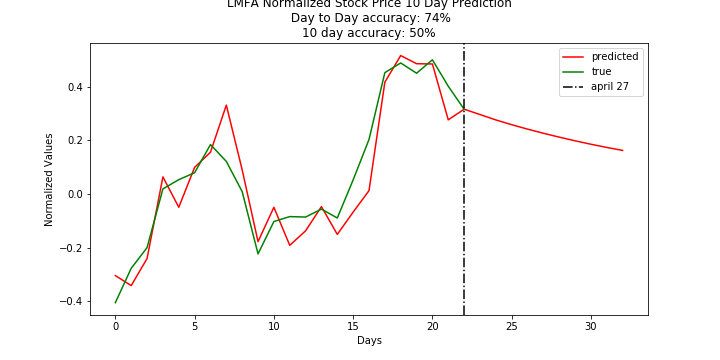 LMFA Normalized Stock Price 10 Day Prediction
Day to Day accuracy: 74%
10 day accuracy: 50%
predicted
true
april 27
Normalized Values
0.4
0.2
0.0
−0.2
−0.4
0
5
10
15
20
25
30
Days